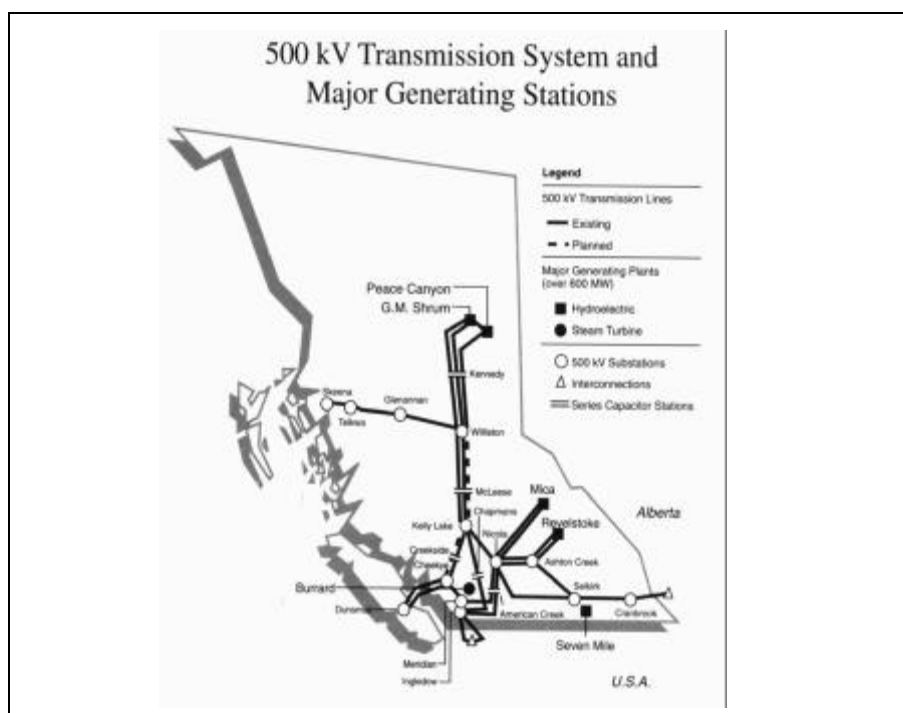 500 kV Transmission System and
Major Generating Stations
Legend
500 kV Transmission Lines
Existing
Planned
Major Generating Plants
(over 600 MW)
Hydroelectric
Steam Turbine
500 kV Substations
Interconnections
Series Capacitor Stations
Peace Canyon
G.M. Shrum
Kennedy
Skeena
Glenannan
Telkwa
Williston
McLeese
Mica
Chapmans
Alberta
Kelly Lake
Nicola
Revelstoke
Creekside
Cheekye
Ashton Creek
Burrard
Selkirk
Dunsmuir
American Creek
Cranbrook
Seven Mile
Meridian
Ingledow
U.S.A.